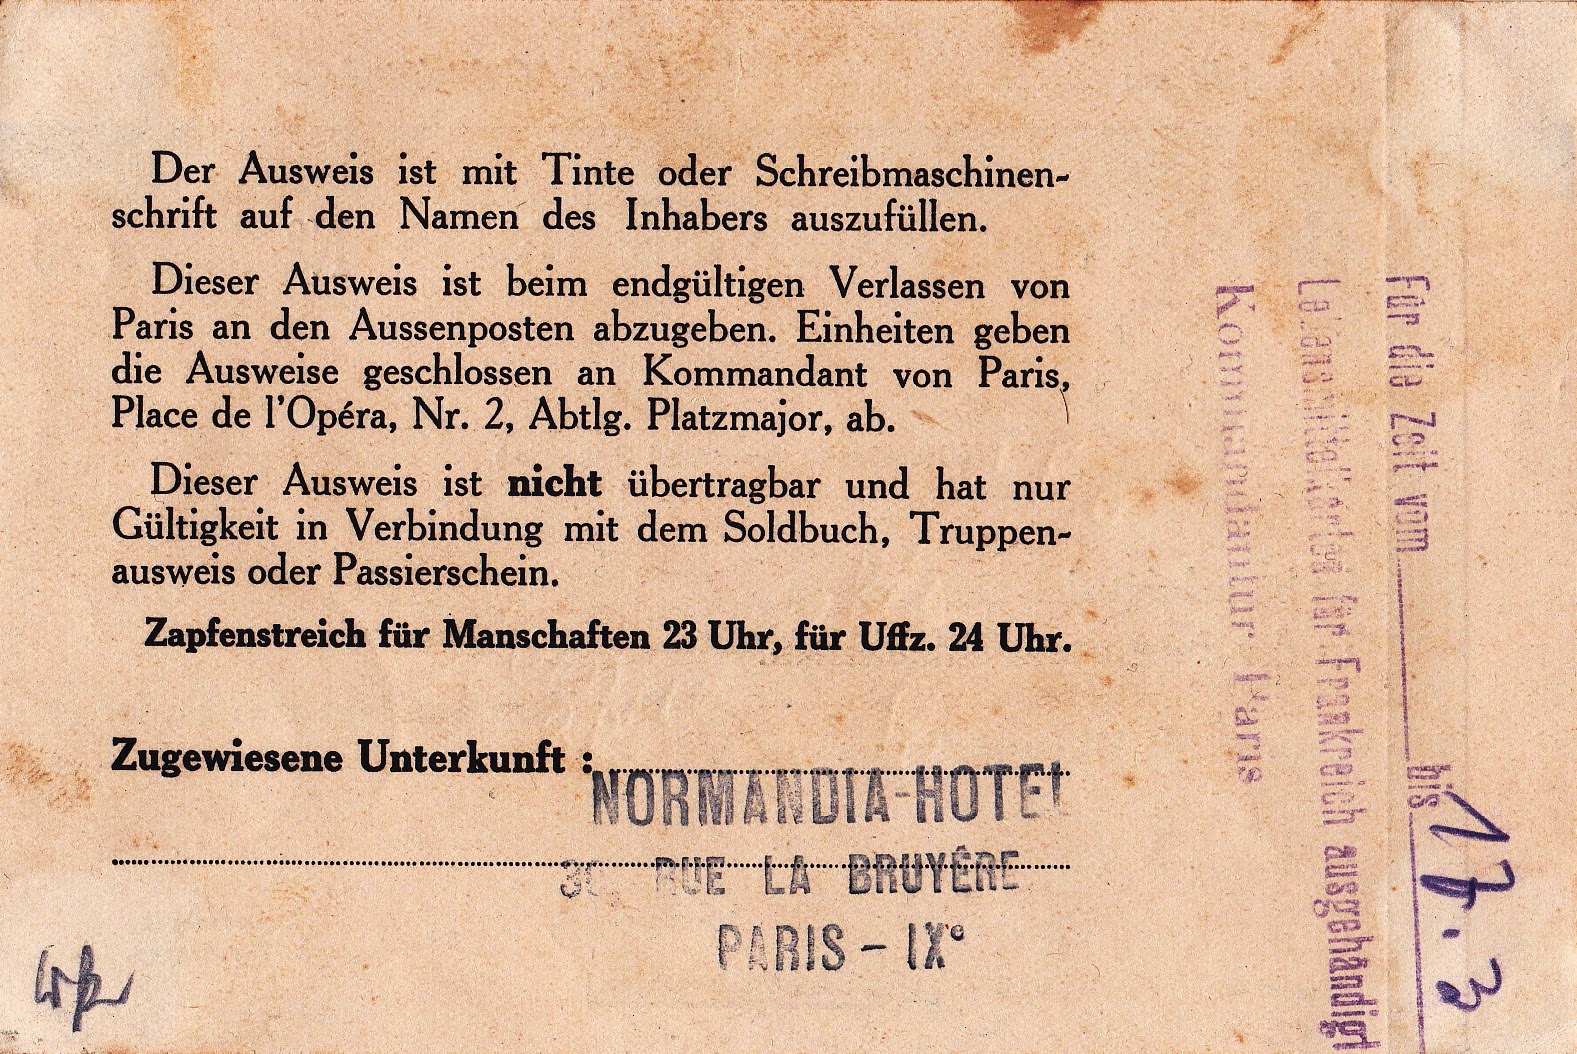 Der Ausweis ist mit Tinte oder Schreibmaschinen-
schrift auf den Namen des Inhabers auszufüllen.
Dieser Ausweis ist beim endgültigen Verlassen von
Paris an den Aussenposten abzugeben. Einheiten geben
die Ausweise geschlossen an Kommandant von Paris,
Place de l'Opéra, Nr. 2, Abtlg. Platzmajor, ab.
Dieser Ausweis ist nicht übertragbar und hat nur
Gültigkeit in Verbindung mit dem Soldbuch, Truppen-
ausweis oder Passierschein.
Zapfenstreich für Manschaften 23 Uhr, für Uffz. 24 Uhr.
Zugewiesene Unterkunft :
NORMANDIA-HOTEL
RUE LA BRUYÈRE
PARIS - IXe
Für die Zeit vom bis 17.3
Lebensmittelkarten für Frankreich ausgehändigt
Kommandantur Paris